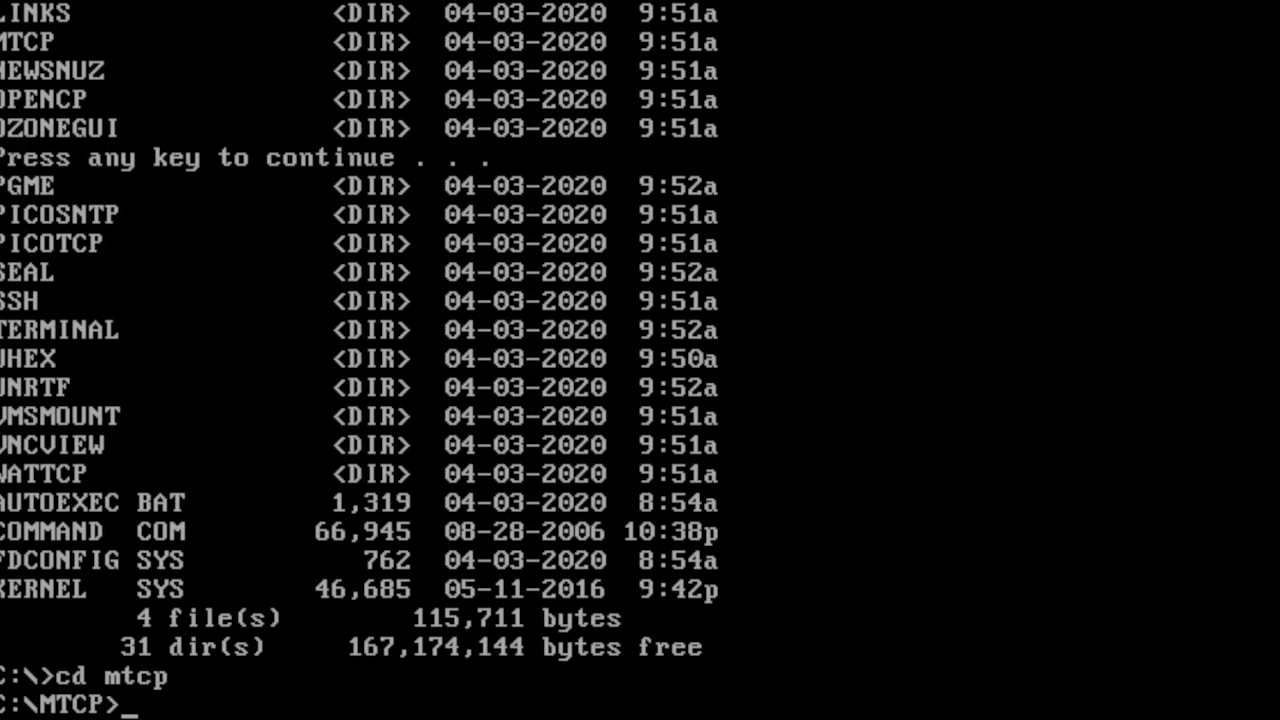 LINKS <DIR> 04-03-2020 9:51a
MTCP <DIR> 04-03-2020 9:51a
NEWSNUZ <DIR> 04-03-2020 9:51a
OPENCP <DIR> 04-03-2020 9:51a
OZONEGUI <DIR> 04-03-2020 9:51a
Press any key to continue . . .
PGME <DIR> 04-03-2020 9:52a
PICOSNTP <DIR> 04-03-2020 9:51a
PICOTCP <DIR> 04-03-2020 9:51a
SEAL <DIR> 04-03-2020 9:52a
SSH <DIR> 04-03-2020 9:51a
TERMINAL <DIR> 04-03-2020 9:52a
UHEX <DIR> 04-03-2020 9:50a
UNRTF <DIR> 04-03-2020 9:52a
VMSMOUNT <DIR> 04-03-2020 9:51a
VNCVIEW <DIR> 04-03-2020 9:51a
WATTCP <DIR> 04-03-2020 9:51a
AUTOEXEC BAT 1,319 04-03-2020 8:54a
COMMAND COM 66,945 08-28-2006 10:38p
FDCONFIG SYS 762 04-03-2020 8:54a
KERNEL SYS 46,685 05-11-2016 9:42p
4 file(s) 115,711 bytes
31 dir(s) 167,174,144 bytes free
C:\>cd mtcp
C:\MTCP>_